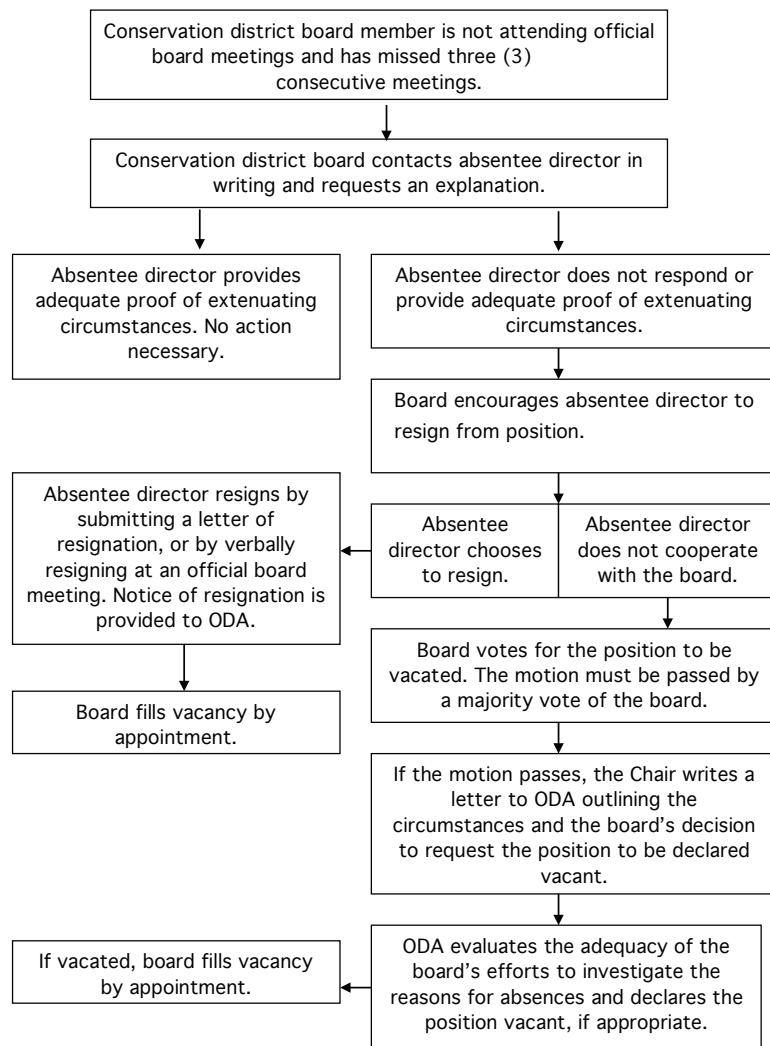 Conservation district board member is not attending official
board meetings and has missed three (3)
consecutive meetings.
Conservation district board contacts absentee director in
writing and requests an explanation.
Absentee director provides
adequate proof of extenuating
circumstances. No action
necessary.
Absentee director does not respond or
provide adequate proof of extenuating
circumstances.
Board encourages absentee director to
resign from position.
Absentee director resigns by
submitting a letter of
resignation, or by verbally
resigning at an official board
meeting. Notice of resignation is
provided to ODA.
Absentee
director chooses
to resign.
Absentee director
does not cooperate
with the board.
Board votes for the position to be
vacated. The motion must be passed by
a majority vote of the board.
Board fills vacancy by
appointment.
If the motion passes, the Chair writes a
letter to ODA outlining the
circumstances and the board’s decision
to request the position to be declared
vacant.
If vacated, board fills vacancy
by appointment.
ODA evaluates the adequacy of the
board’s efforts to investigate the
reasons for absences and declares the
position vacant, if appropriate.